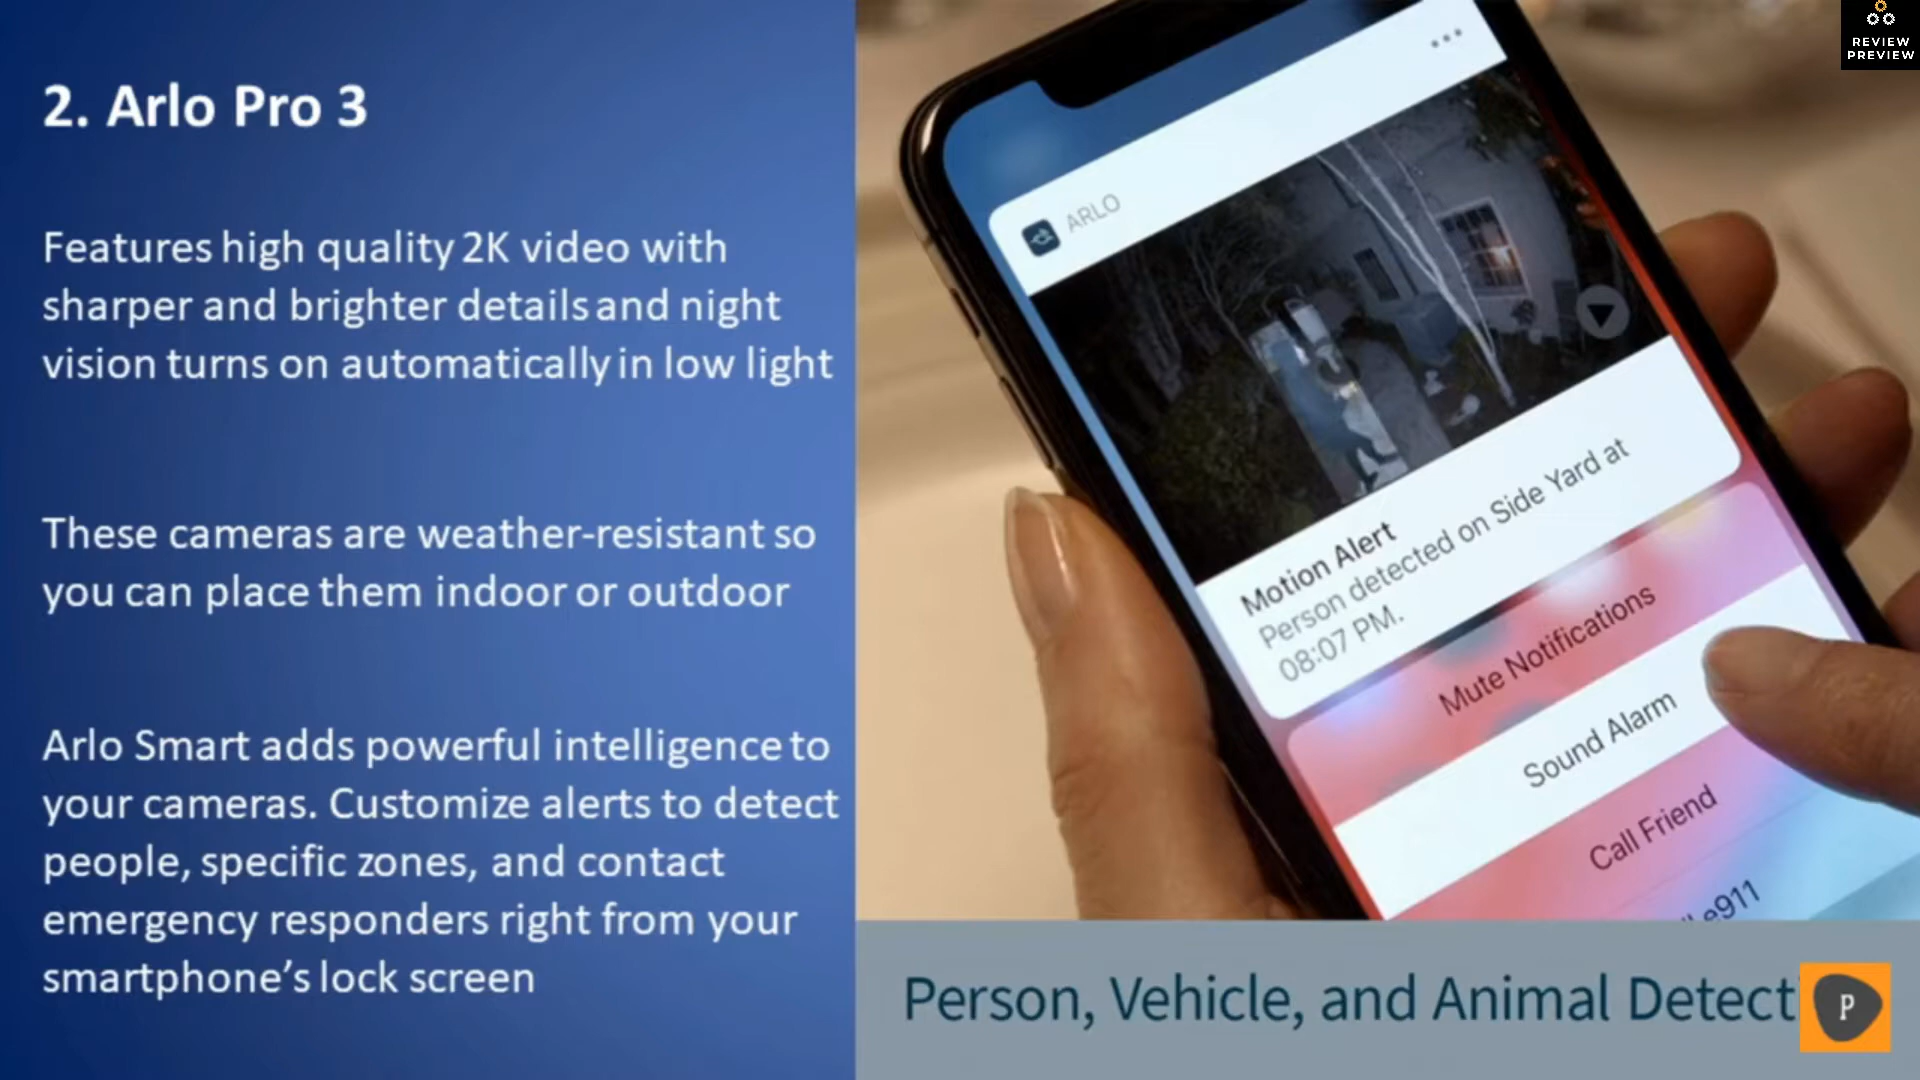 2. Arlo Pro 3
Features high quality 2K video with
sharper and brighter details and night
vision turns on automatically in low light
These cameras are weather-resistant so
you can place them indoor or outdoor
Arlo Smart adds powerful intelligence to
your cameras. Customize alerts to detect
people, specific zones, and contact
emergency responders right from your
smartphone’s lock screen
REVIEW
PREVIEW
ARLO
Motion Alert
Person detected on Side Yard at
08:07 PM.
Mute Notifications
Sound Alarm
Call Friend
e911
Person, Vehicle, and Animal Detecti
P